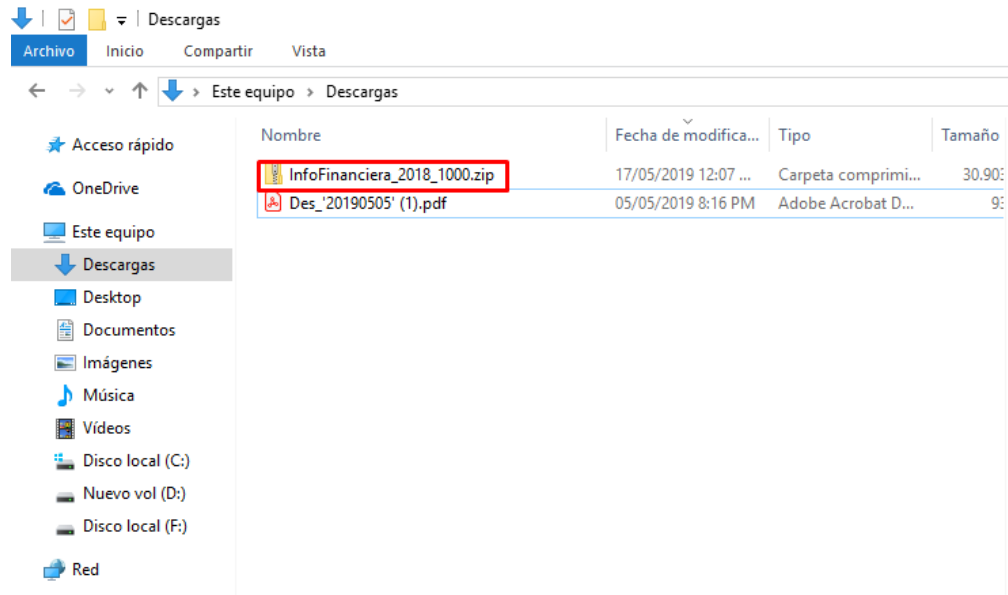 Descargas
Archivo Inicio Compartir Vista
Este equipo > Descargas
Nombre Fecha de modifica... Tipo Tamaño
Acceso rápido
InfoFinanciera_2018_1000.zip 17/05/2019 12:07 ... Carpeta comprimi... 30.903
OneDrive
Des_'20190505' (1).pdf 05/05/2019 8:16 PM Adobe Acrobat D...
Este equipo
Descargas
Desktop
Documentos
Imágenes
Música
Vídeos
Disco local (C:)
Nuevo vol (D:)
Disco local (F:)
Red